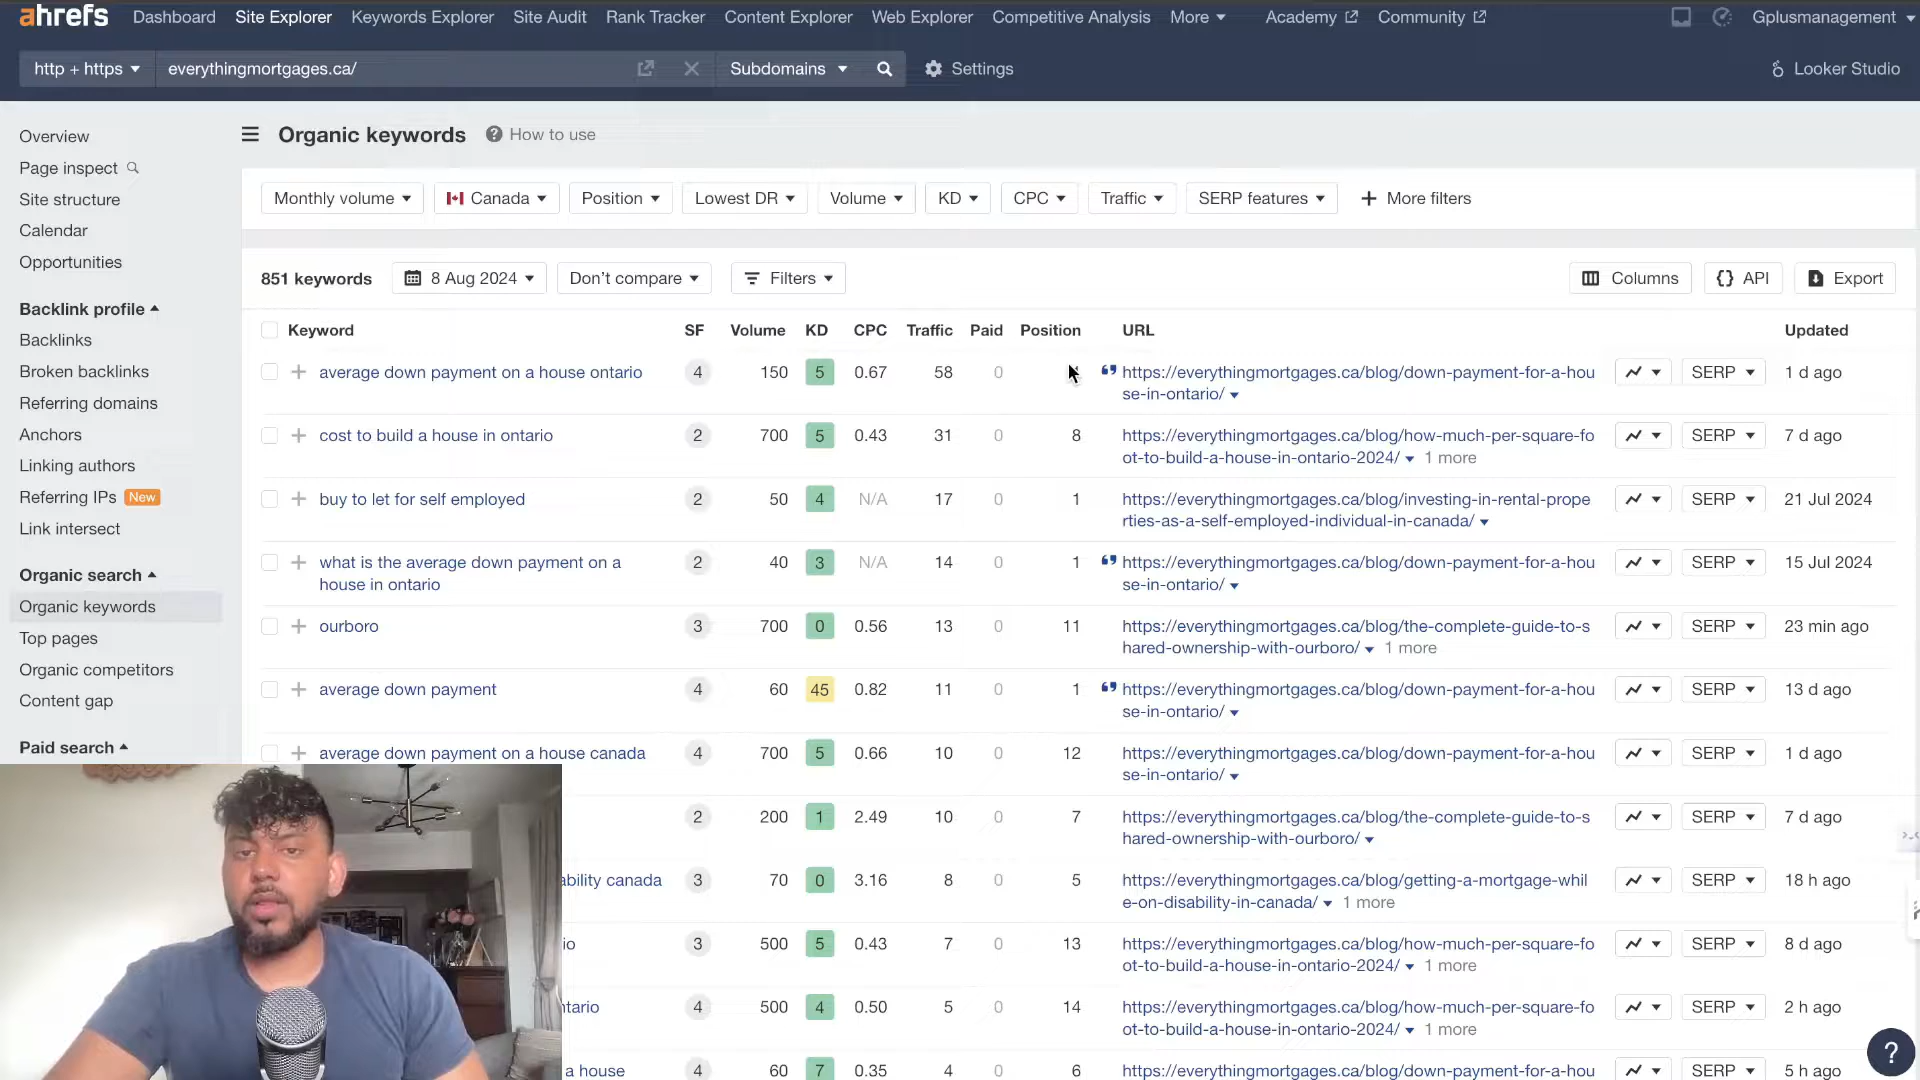 ahrefs Dashboard Site Explorer Keywords Explorer Site Audit Rank Tracker Content Explorer Web Explorer Competitive Analysis More Academy Community Gplusmanagement
http + https everythingmortgages.ca/ Subdomains Settings Looker Studio
Overview
Page inspect
Site structure
Calendar
Opportunities
Backlink profile
Backlinks
Broken backlinks
Referring domains
Anchors
Linking authors
Referring IPs New
Link intersect
Organic search
Organic keywords
Top pages
Organic competitors
Content gap
Paid search
Organic keywords ? How to use
Monthly volume Canada Position Lowest DR Volume KD CPC Traffic SERP features + More filters
851 keywords 8 Aug 2024 Don't compare Filters Columns {} API Export
Keyword SF Volume KD CPC Traffic Paid Position URL Updated
average down payment on a house ontario 4 150 5 0.67 58 0 https://everythingmortgages.ca/blog/down-payment-for-a-hou SERP 1 d ago
se-in-ontario/
cost to build a house in ontario 2 700 5 0.43 31 0 8 https://everythingmortgages.ca/blog/how-much-per-square-fo SERP 7 d ago
ot-to-build-a-house-in-ontario-2024/ 1 more
buy to let for self employed 2 50 4 N/A 17 0 1 https://everythingmortgages.ca/blog/investing-in-rental-prope SERP 21 Jul 2024
rties-as-a-self-employed-individual-in-canada/
what is the average down payment on a 2 40 3 N/A 14 0 1 https://everythingmortgages.ca/blog/down-payment-for-a-hou SERP 15 Jul 2024
house in ontario se-in-ontario/
ourboro 3 700 0 0.56 13 0 11 https://everythingmortgages.ca/blog/the-complete-guide-to-s SERP 23 min ago
hared-ownership-with-ourboro/ 1 more
average down payment 4 60 45 0.82 11 0 1 https://everythingmortgages.ca/blog/down-payment-for-a-hou SERP 13 d ago
se-in-ontario/
average down payment on a house canada 4 700 5 0.66 10 0 12 https://everythingmortgages.ca/blog/down-payment-for-a-hou SERP 1 d ago
se-in-ontario/
2 200 1 2.49 10 0 7 https://everythingmortgages.ca/blog/the-complete-guide-to-s SERP 7 d ago
hared-ownership-with-ourboro/
ability canada 3 70 0 3.16 8 0 5 https://everythingmortgages.ca/blog/getting-a-mortgage-whil SERP 18 h ago
e-on-disability-in-canada/ 1 more
io 3 500 5 0.43 7 0 13 https://everythingmortgages.ca/blog/how-much-per-square-fo SERP 8 d ago
ot-to-build-a-house-in-ontario-2024/ 1 more
ntario 4 500 4 0.50 5 0 14 https://everythingmortgages.ca/blog/how-much-per-square-fo SERP 2 h ago
ot-to-build-a-house-in-ontario-2024/ 1 more
a house 4 60 7 0.35 4 0 6 https://everythingmortgages.ca/blog/down-payment-for-a-hou SERP 5 h ago
?